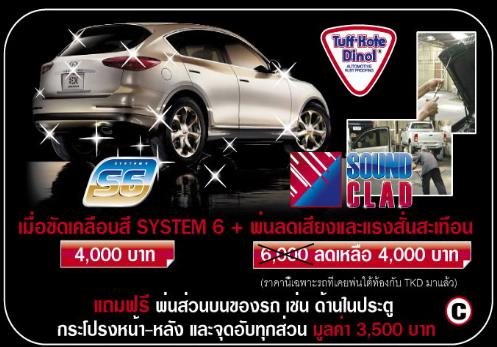 Tuff-Kote
Dinol
AUTOMOTIVE
RUST PROOFING
SYSTEM6
S6
SOUND
CLAD
เมื่อขัดเคลือบสี SYSTEM 6 + พ่นลดเสียงและแรงสั่นสะเทือน
4,000 บาท
6,000 ลดเหลือ 4,000 บาท
(ราคานี้เฉพาะรถที่เคยพ่นใต้ท้องกับ TKD มาแล้ว)
แถมฟรี พ่นส่วนบนของรถ เช่น ด้านในประตู
กระโปรงหน้า-หลัง และจุดอับทุกส่วน มูลค่า 3,500 บาท
C